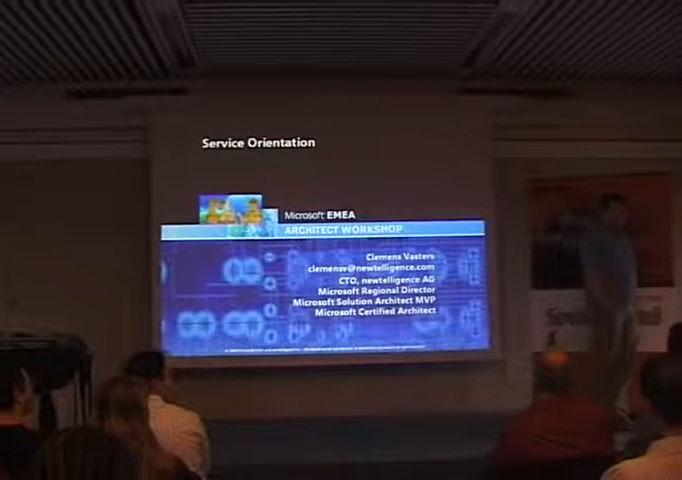 Service Orientation
Microsoft EMEA
ARCHITECT WORKSHOP
Clemens Vasters
clemensv@newtelligence.com
CTO, newtelligence AG
Microsoft Regional Director
Microsoft Solution Architect MVP
Microsoft Certified Architect